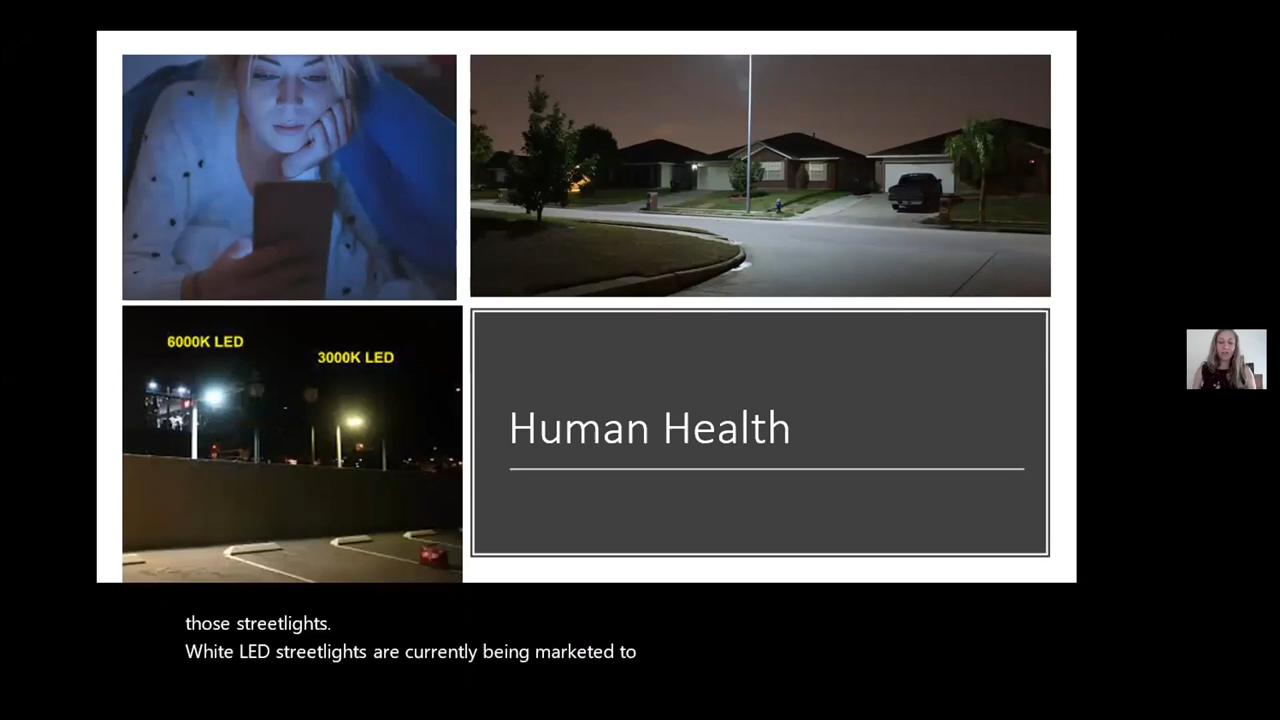 6000K LED
3000K LED
Human Health
those streetlights.
White LED streetlights are currently being marketed to